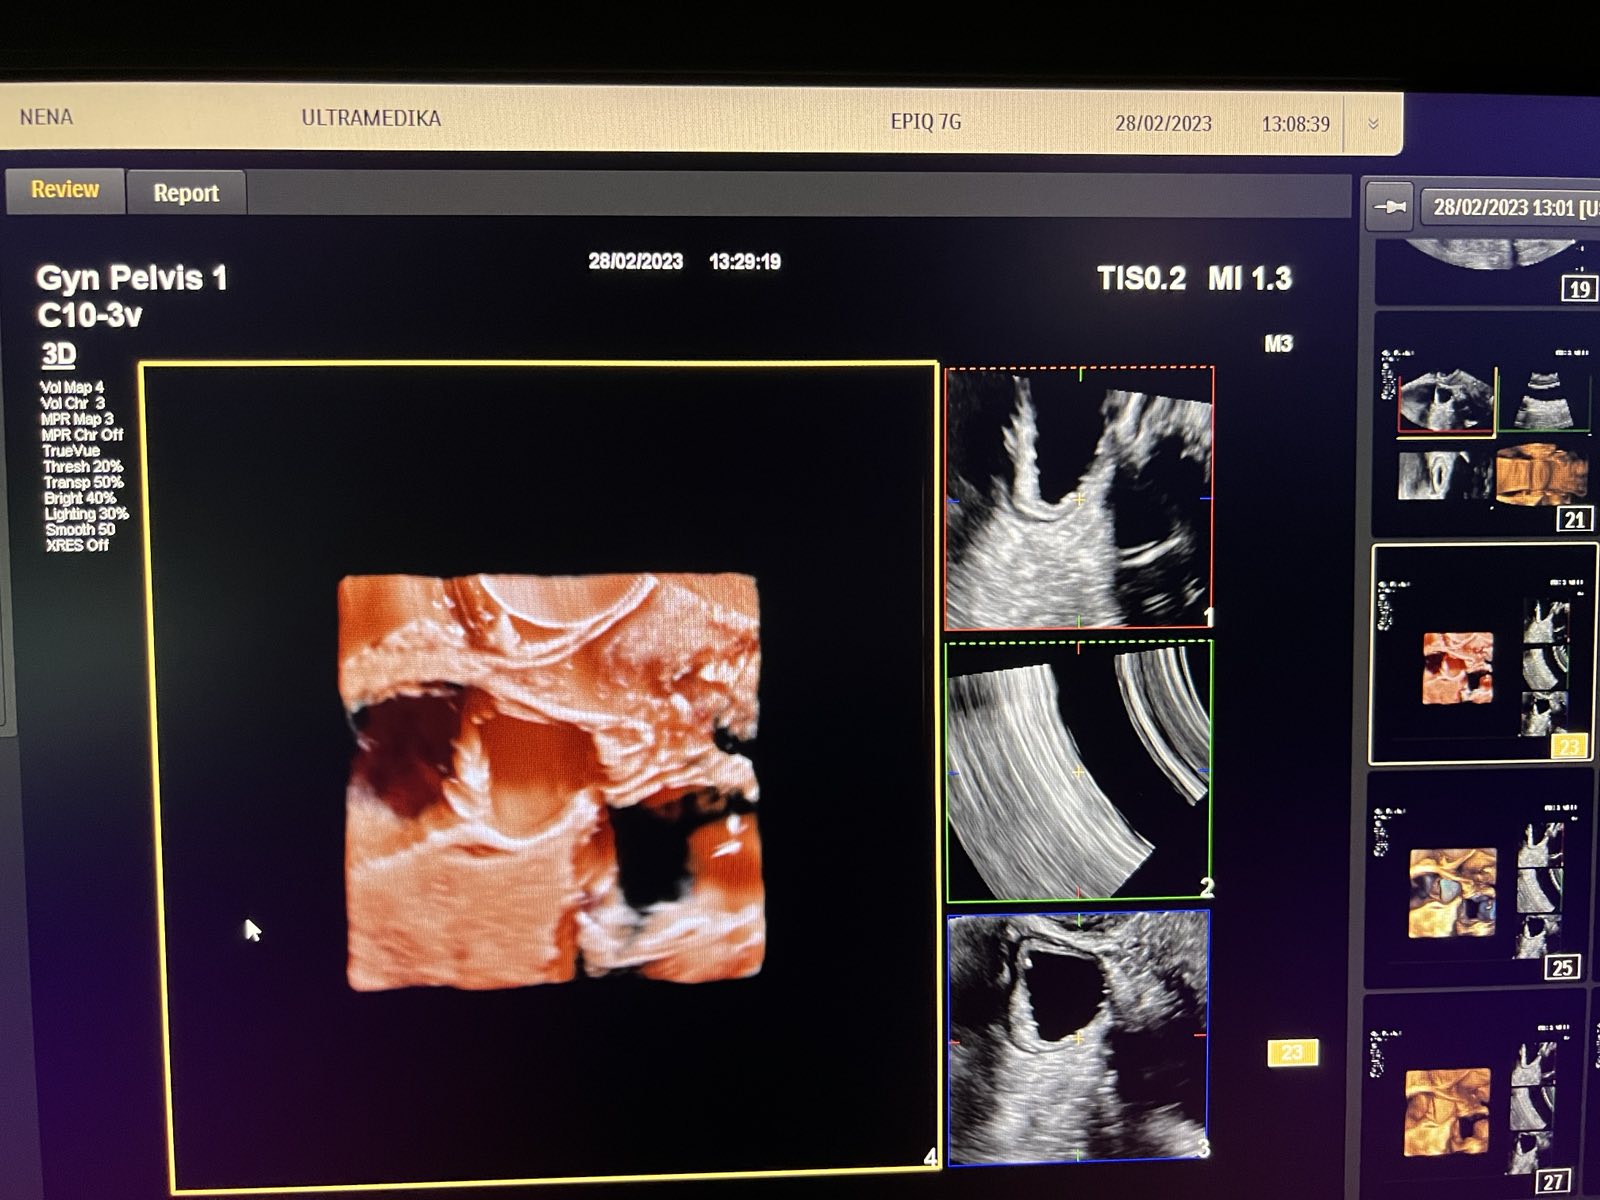 NENA ULTRAMEDIKA EPIQ 7G 28/02/2023 13:08:39
Review Report
28/02/2023 13:01 [U
28/02/2023 13:29:19
Gyn Pelvis 1
C10-3v
TIS0.2 MI 1.3
M3
3D
Vol Map 4
Vol Chr 3
MPR Map 3
MPR Chr Off
TrueVue
Thresh 20%
Transp 50%
Bright 40%
Lighting 30%
Smooth 50
XRES Off
1
2
3
4
23
19
21
23
25
27